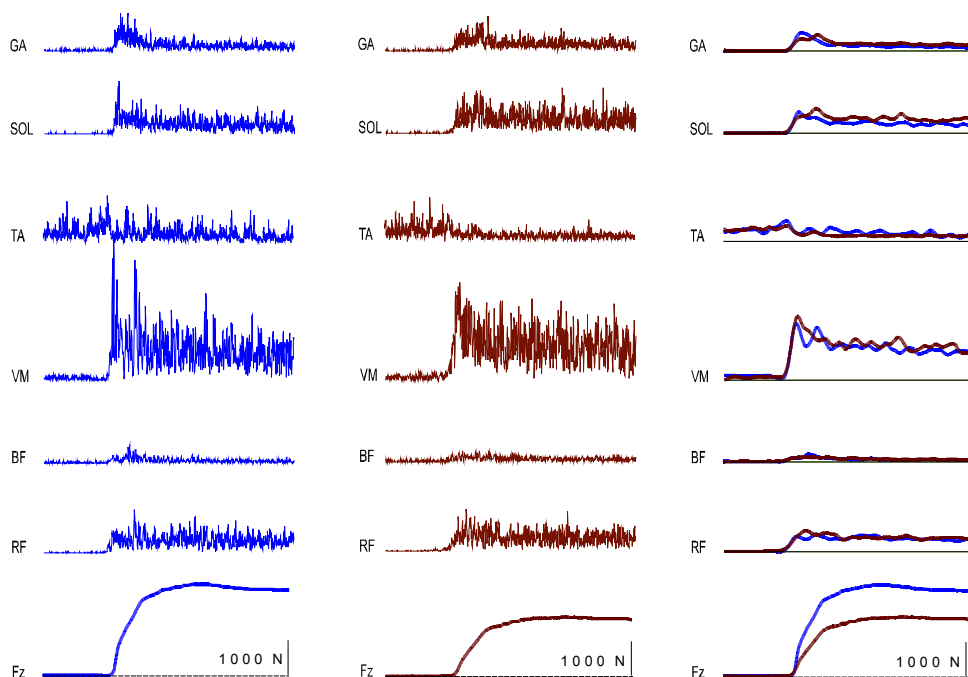 GA GA GA
SOL SOL SOL
TA TA TA
VM VM VM
BF BF BF
RF RF RF
1000 N 1000 N 1000 N
Fz Fz Fz